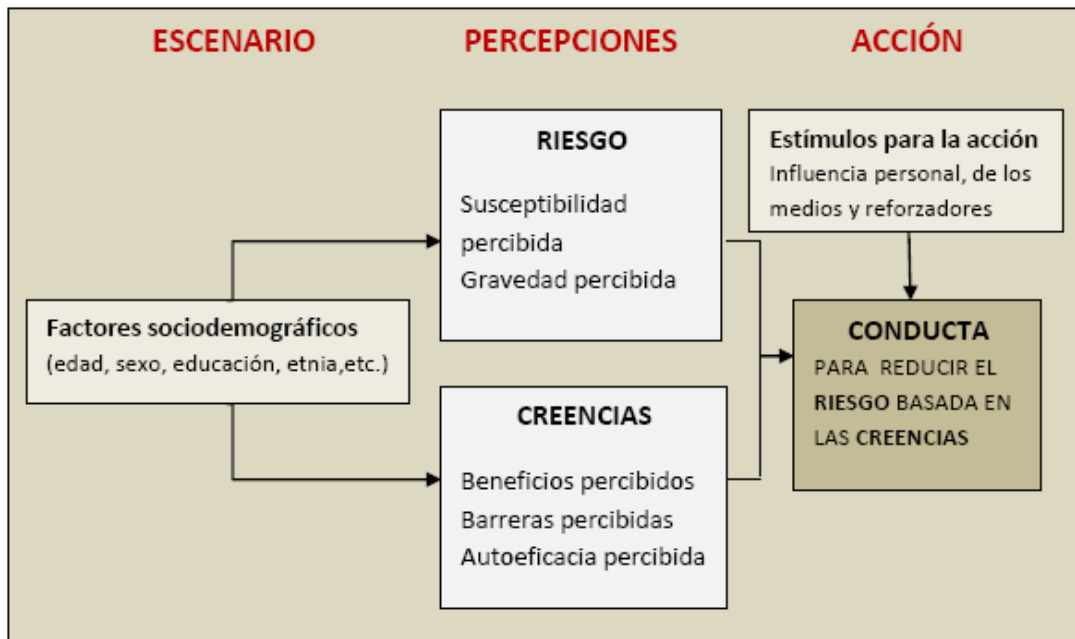 ESCENARIO
PERCEPCIONES
ACCIÓN
Factores sociodemográficos
(edad, sexo, educación, etnia,etc.)
RIESGO
Susceptibilidad
percibida
Gravedad percibida
CREENCIAS
Beneficios percibidos
Barreras percibidas
Autoeficacia percibida
Estímulos para la acción
Influencia personal, de los
medios y reforzadores
CONDUCTA
PARA REDUCIR EL
RIESGO BASADA EN
LAS CREENCIAS